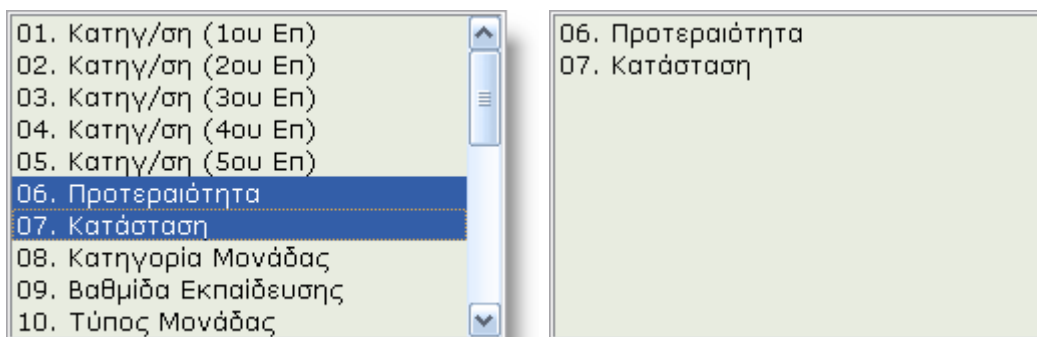 01. Κατηγ/ση (1ου Επ)
02. Κατηγ/ση (2ου Επ)
03. Κατηγ/ση (3ου Επ)
04. Κατηγ/ση (4ου Επ)
05. Κατηγ/ση (5ου Επ)
06. Προτεραιότητα
07. Κατάσταση
08. Κατηγορία Μονάδας
09. Βαθμίδα Εκπαίδευσης
10. Τύπος Μονάδας
06. Προτεραιότητα
07. Κατάσταση